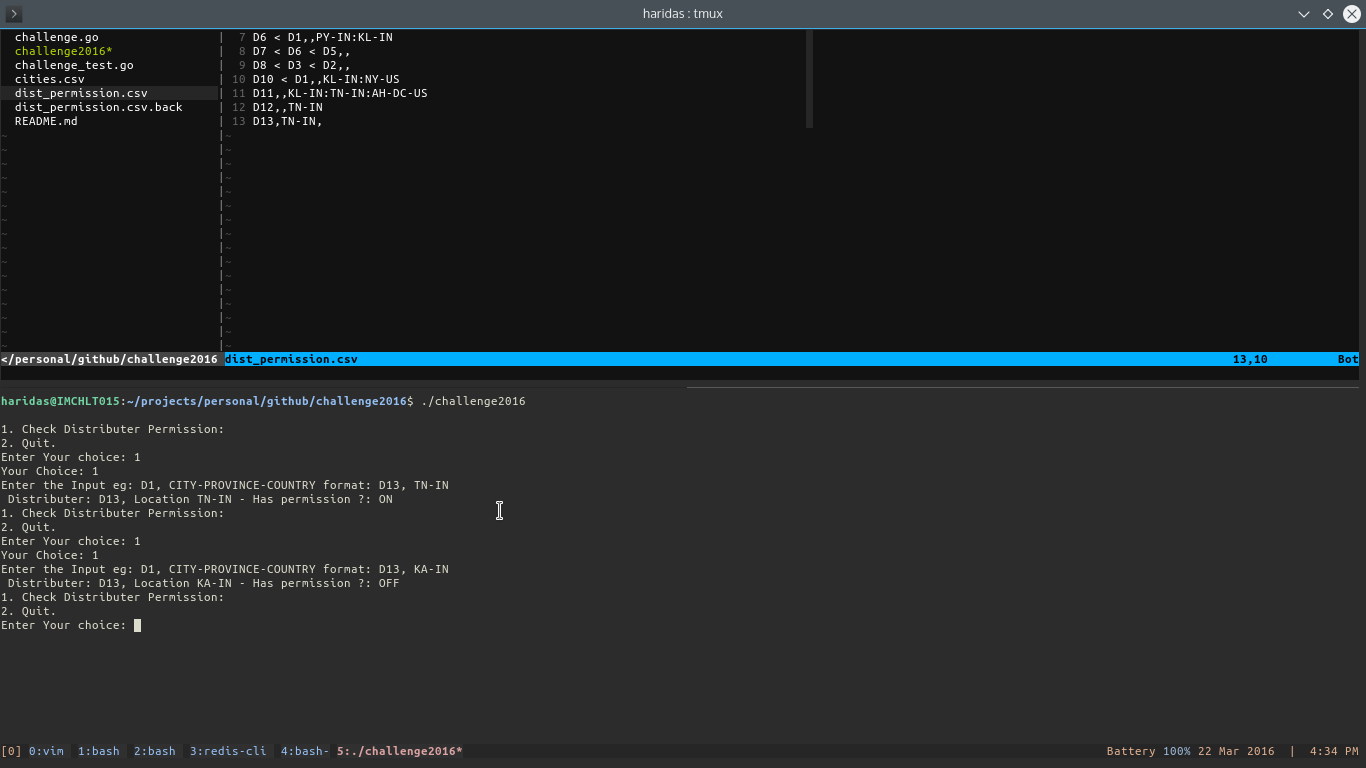 haridas : tmux
challenge.go
challenge2016*
challenge_test.go
cities.csv
dist_permission.csv
dist_permission.csv.back
README.md
7 D6 < D1,,PY-IN:KL-IN
8 D7 < D6 < D5,,
9 D8 < D3 < D2,,
10 D10 < D1,,KL-IN:NY-US
11 D11,,KL-IN:TN-IN:AH-DC-US
12 D12,,TN-IN
13 D13,TN-IN,
</personal/github/challenge2016 dist_permission.csv 13,10 Bot
haridas@IMCHLT015:~/projects/personal/github/challenge2016$ ./challenge2016
1. Check Distributer Permission:
2. Quit.
Enter Your choice: 1
Your Choice: 1
Enter the Input eg: D1, CITY-PROVINCE-COUNTRY format: D13, TN-IN
Distributer: D13, Location TN-IN - Has permission ?: ON
1. Check Distributer Permission:
2. Quit.
Enter Your choice: 1
Your Choice: 1
Enter the Input eg: D1, CITY-PROVINCE-COUNTRY format: D13, KA-IN
Distributer: D13, Location KA-IN - Has permission ?: OFF
1. Check Distributer Permission:
2. Quit.
Enter Your choice:
[0] 0:vim 1:bash 2:bash 3:redis-cli 4:bash- 5:./challenge2016* Battery 100% 22 Mar 2016 | 4:34 PM